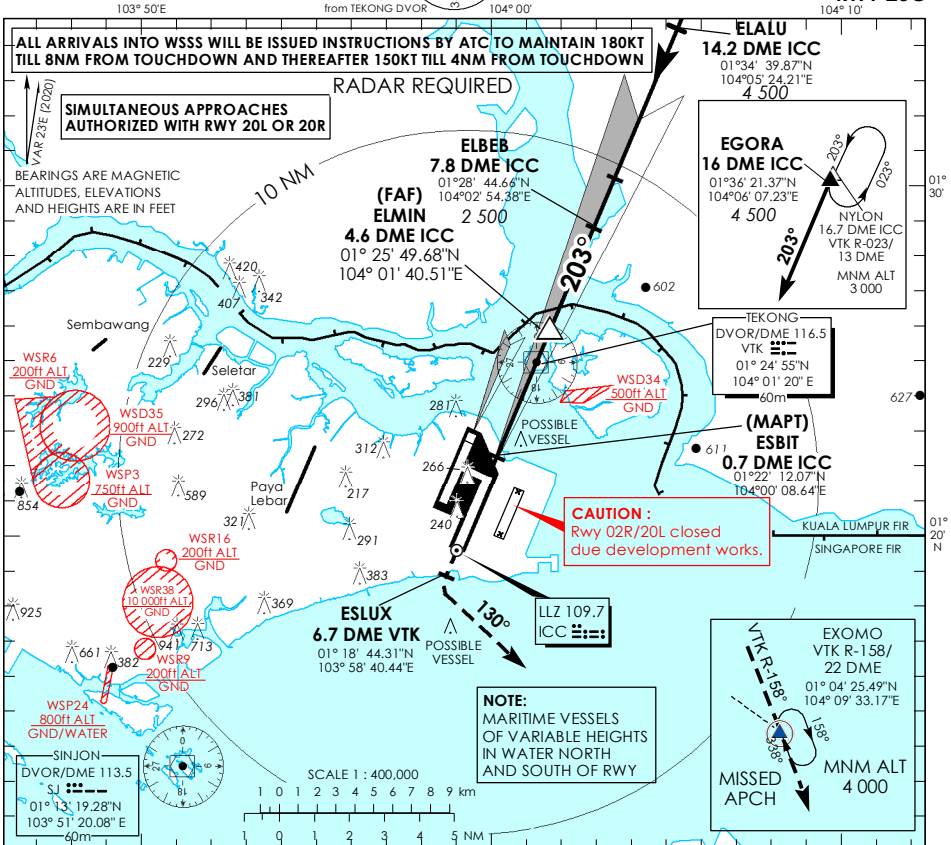 103° 50'E
from TEKONG DVOR
104° 00'
104° 10'
ALL ARRIVALS INTO WSSS WILL BE ISSUED INSTRUCTIONS BY ATC TO MAINTAIN 180KT
TILL 8NM FROM TOUCHDOWN AND THEREAFTER 150KT TILL 4NM FROM TOUCHDOWN
RADAR REQUIRED
SIMULTANEOUS APPROACHES
AUTHORIZED WITH RWY 20L OR 20R
VAR 23'E (2020)
BEARINGS ARE MAGNETIC
ALTITUDES, ELEVATIONS
AND HEIGHTS ARE IN FEET
10 NM
ELALU
14.2 DME ICC
01°34' 39.87"N
104°05' 24.21"E
4 500
ELBEB
7.8 DME ICC
01°28' 44.66"N
104°02' 54.38"E
2 500
(FAF)
ELMIN
4.6 DME ICC
01° 25' 49.68"N
104° 01' 40.51"E
203°
EGORA
16 DME ICC
01°36' 21.37"N
104°06' 07.23"E
4 500
203°
023°
203°
NYLON
16.7 DME ICC
VTK R-023/
13 DME
MNM ALT
3 000
01°
30'
420
407
342
602
Sembawang
229
Seletar
296
381
WSR6
200ft ALT
GND
WSD35
900ft ALT
GND
WSP3
750ft ALT
GND
854
272
589
281
312
217
266
240
321
291
383
369
Paya
Lebar
TEKONG
DVOR/DME 116.5
VTK
01° 24' 55"N
104° 01' 20" E
60m
WSD34
500ft ALT
GND
627
611
POSSIBLE
VESSEL
(MAPT)
ESBIT
0.7 DME ICC
01°22' 12.07"N
104°00' 08.64"E
CAUTION :
Rwy 02R/20L closed
due development works.
KUALA LUMPUR FIR
SINGAPORE FIR
01°
20'
N
WSR16
200ft ALT
GND
WSR38
10 000ft ALT
GND
925
661
382
941
713
WSR9
200ft ALT
GND
WSP24
800ft ALT
GND/WATER
ESLUX
6.7 DME VTK
01° 18' 44.31"N
103° 58' 40.44"E
130°
POSSIBLE
VESSEL
LLZ 109.7
ICC
NOTE:
MARITIME VESSELS
OF VARIABLE HEIGHTS
IN WATER NORTH
AND SOUTH OF RWY
SINJON
DVOR/DME 113.5
SJ
01° 13' 19.28"N
103° 51' 20.08" E
60m
0
9
18
27
SCALE 1 : 400,000
1 0 1 2 3 4 5 6 7 8 9 km
1 0 1 2 3 4 5 NM
VTK R-158°
EXOMO
VTK R-158/
22 DME
01° 04' 25.49"N
104° 09' 33.17"E
158°
338°
MISSED
APCH
MNM ALT
4 000